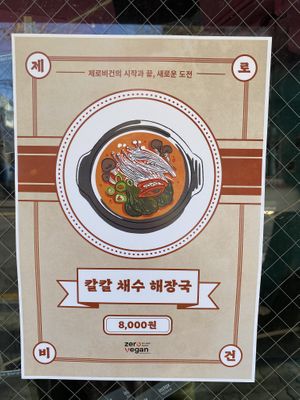 제 로
제로비건의 시작과 끝, 새로운 도전
칼칼 채수 해장국
8,000원
zero
vegan
비 건